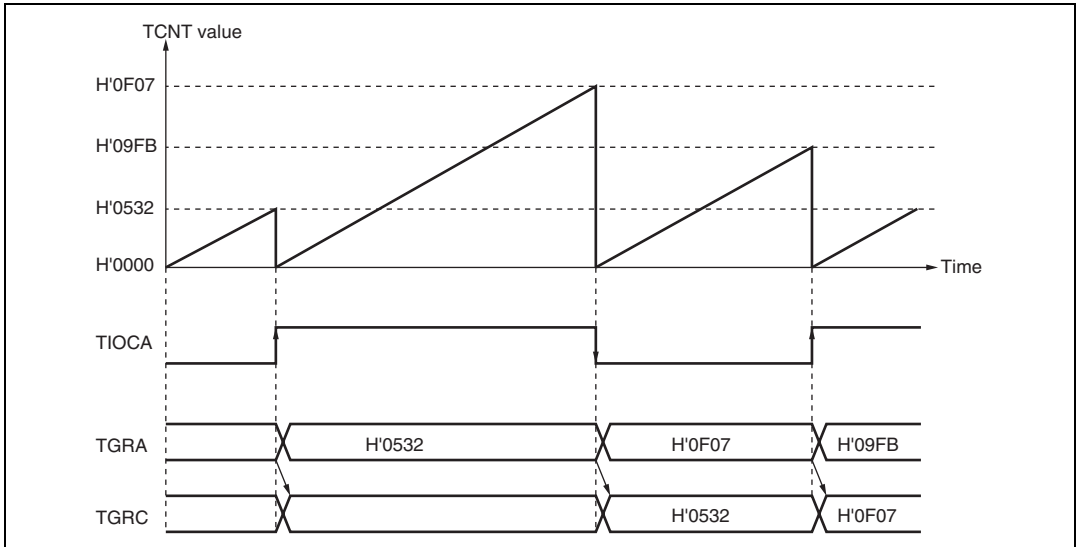 TCNT value
H'0F07
H'09FB
H'0532
H'0000
Time
TIOCA
TGRA
H'0532
H'0F07
H'09FB
TGRC
H'0532
H'0F07